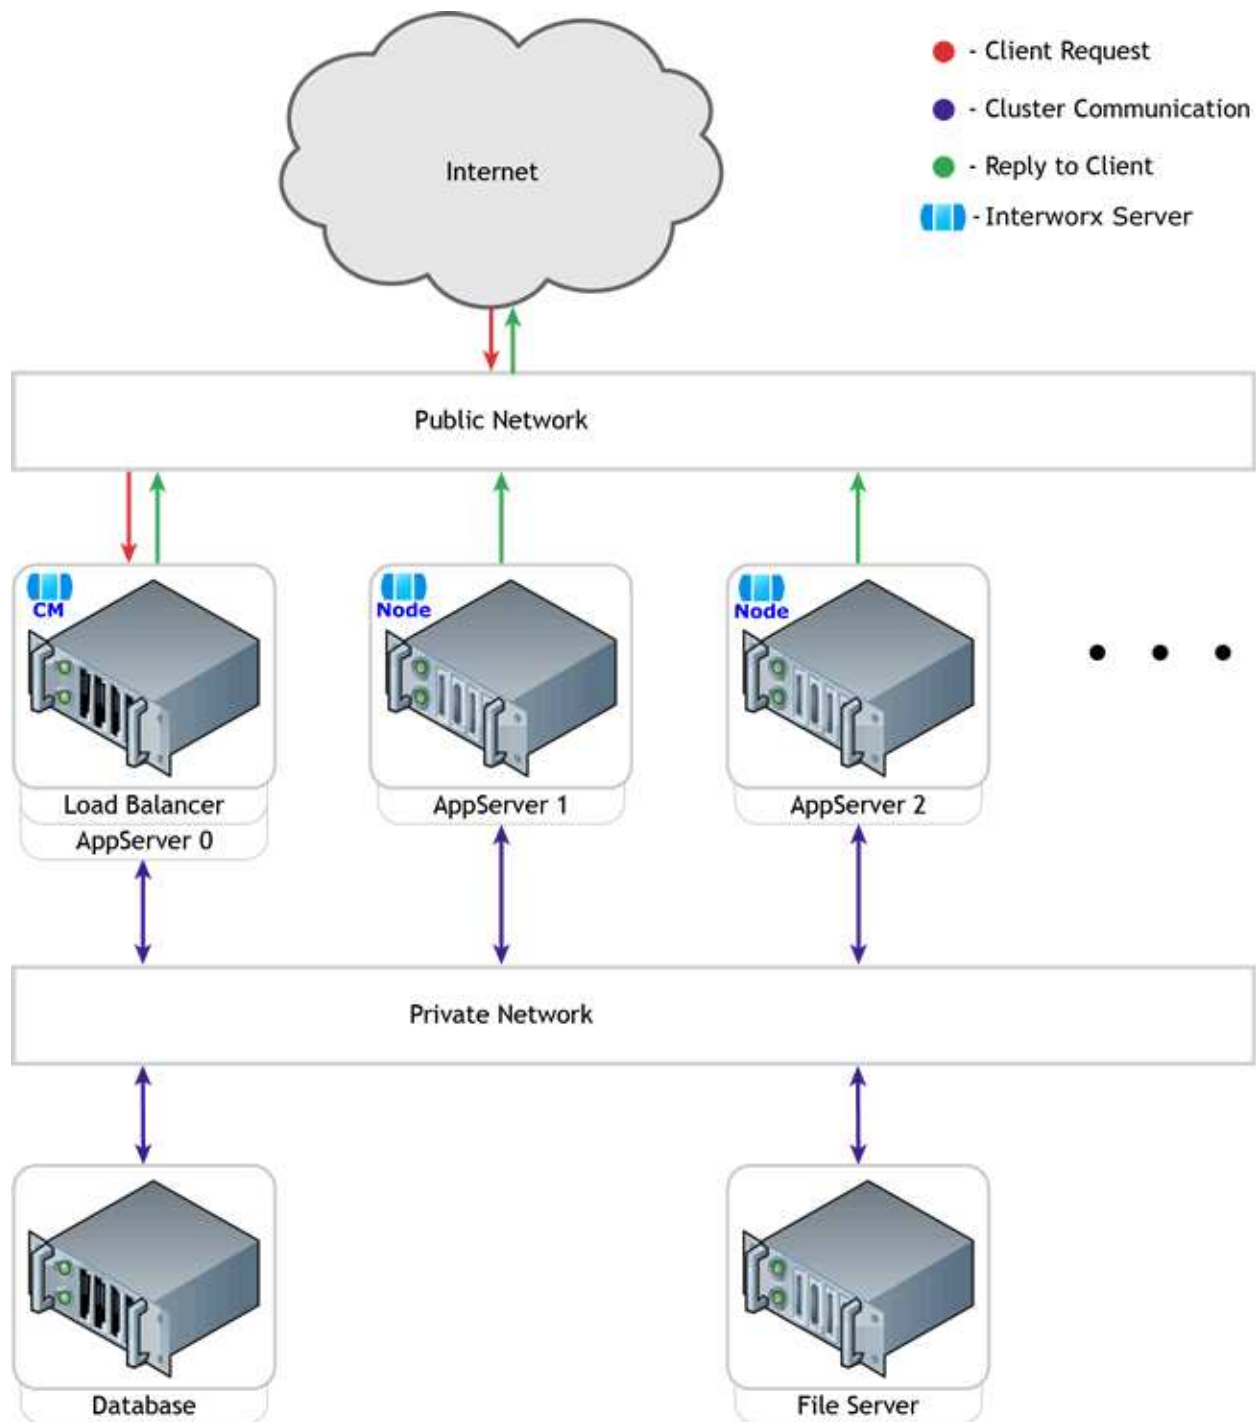 Internet
- Client Request
- Cluster Communication
- Reply to Client
- Interworx Server
Public Network
CM
Node
Node
Load Balancer
AppServer 0
AppServer 1
AppServer 2
Private Network
Database
File Server